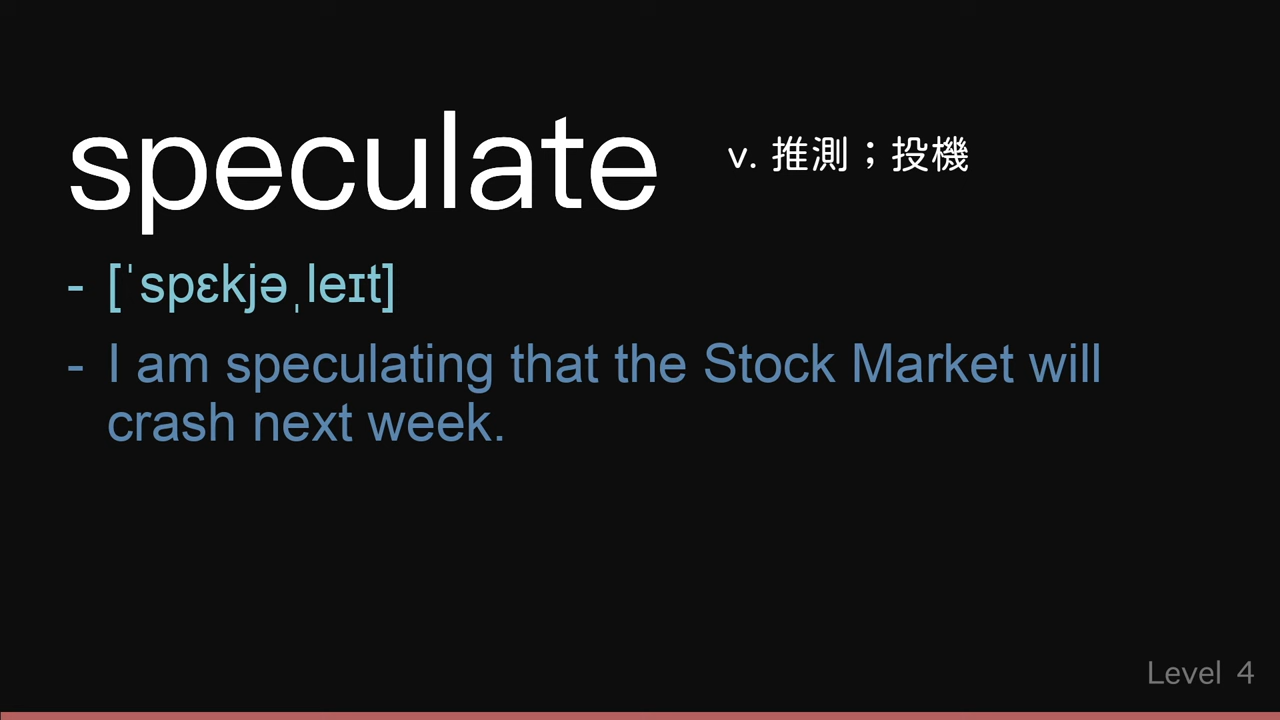 speculate v. 推測；投機
- [ˈspɛkjəˌleɪt]
- I am speculating that the Stock Market will
crash next week.
Level 4